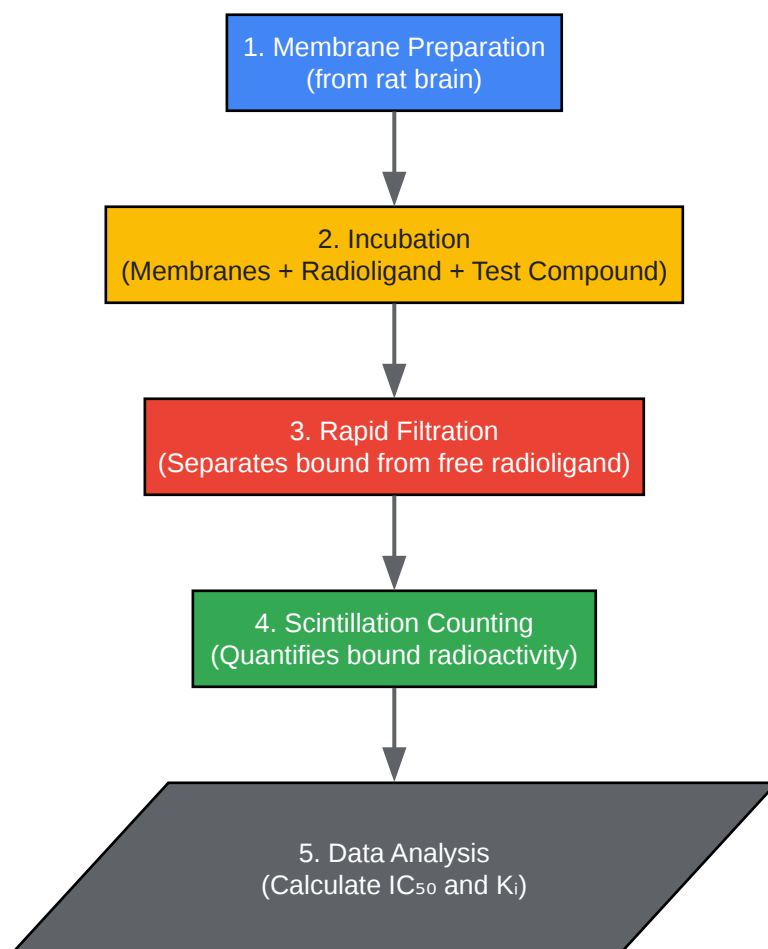 1. Membrane Preparation
(from rat brain)
2. Incubation
(Membranes + Radioligand + Test Compound)
3. Rapid Filtration
(Separates bound from free radioligand)
4. Scintillation Counting
(Quantifies bound radioactivity)
5. Data Analysis
(Calculate IC₅₀ and Kᵢ)